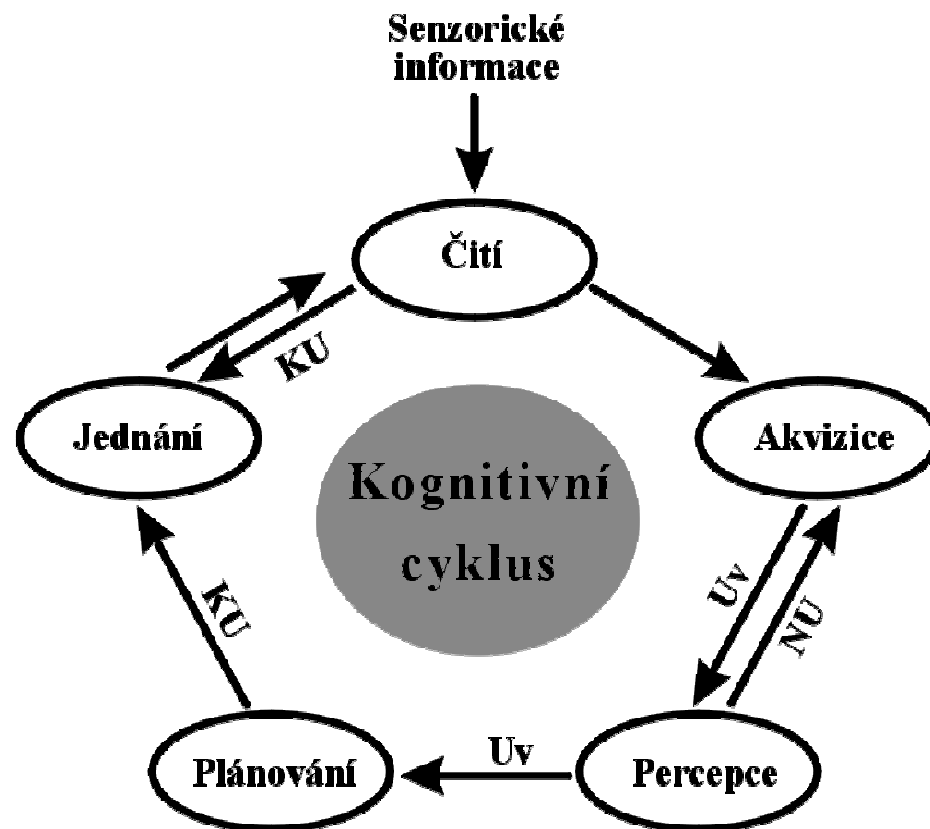 Senzorické
informace
Čití
KU
Jednání
Akvizice
Kognitivní
cyklus
Uv
NU
KU
Uv
Plánování
Percepce